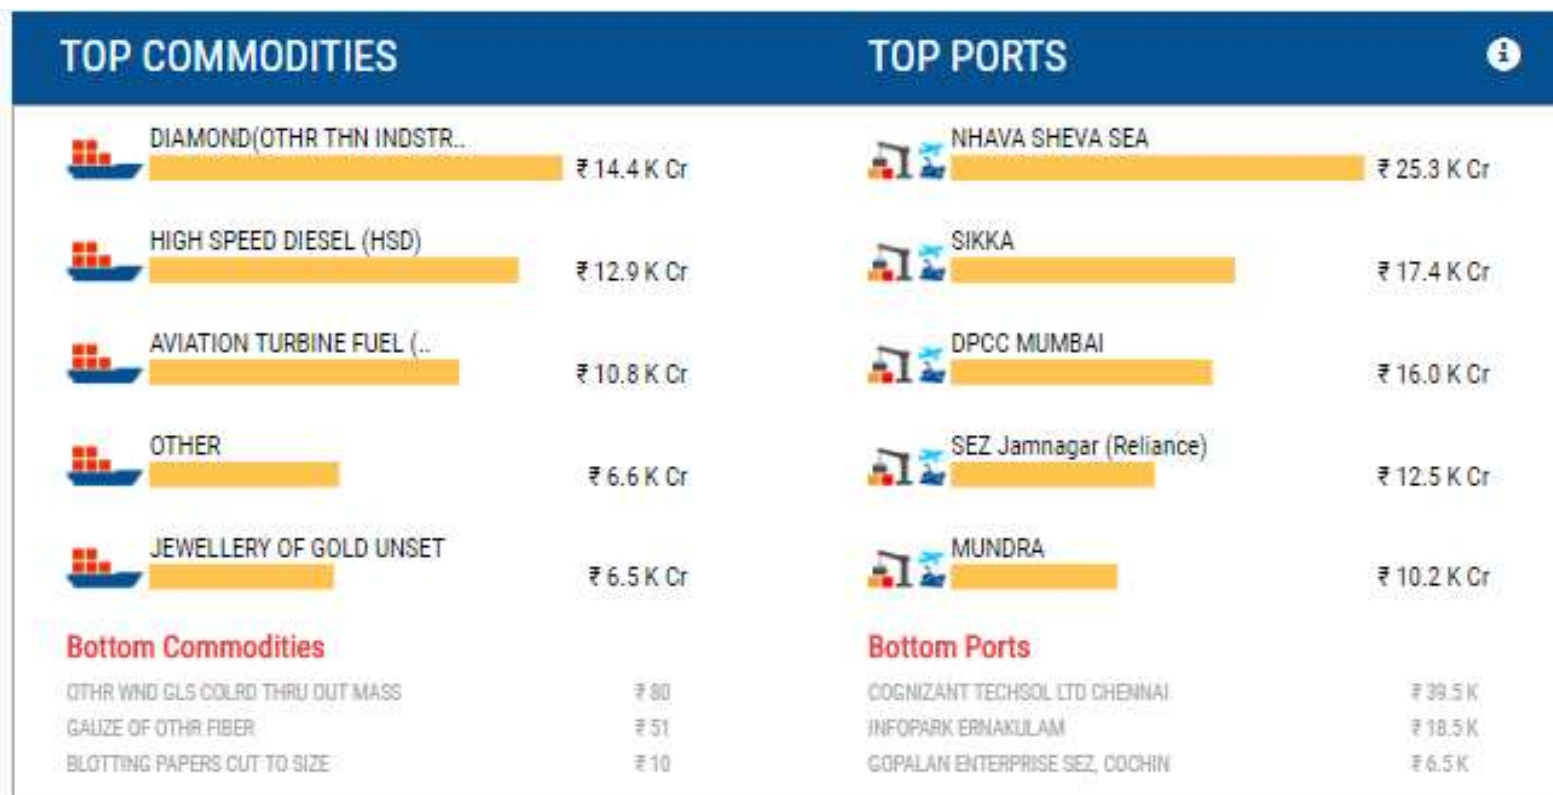 TOP COMMODITIES
DIAMOND(OTHR THN INDSTR..
₹ 14.4 K Cr
HIGH SPEED DIESEL (HSD)
₹ 12.9 K Cr
AVIATION TURBINE FUEL (..
₹ 10.8 K Cr
OTHER
₹ 6.6 K Cr
JEWELLERY OF GOLD UNSET
₹ 6.5 K Cr
Bottom Commodities
OTHR WND GLS COLRD THRU OUT MASS ₹ 80
GAUZE OF OTHR FIBER ₹ 51
BLOTTING PAPERS CUT TO SIZE ₹ 10
TOP PORTS
NHAVA SHEVA SEA
₹ 25.3 K Cr
SIKKA
₹ 17.4 K Cr
DPCC MUMBAI
₹ 16.0 K Cr
SEZ Jamnagar (Reliance)
₹ 12.5 K Cr
MUNDRA
₹ 10.2 K Cr
Bottom Ports
COGNIZANT TECHSOL LTD CHENNAI ₹ 39.5 K
INFOPARK ERNAKULAM ₹ 18.5 K
GOPALAN ENTERPRISE SEZ, COCHIN ₹ 6.5 K